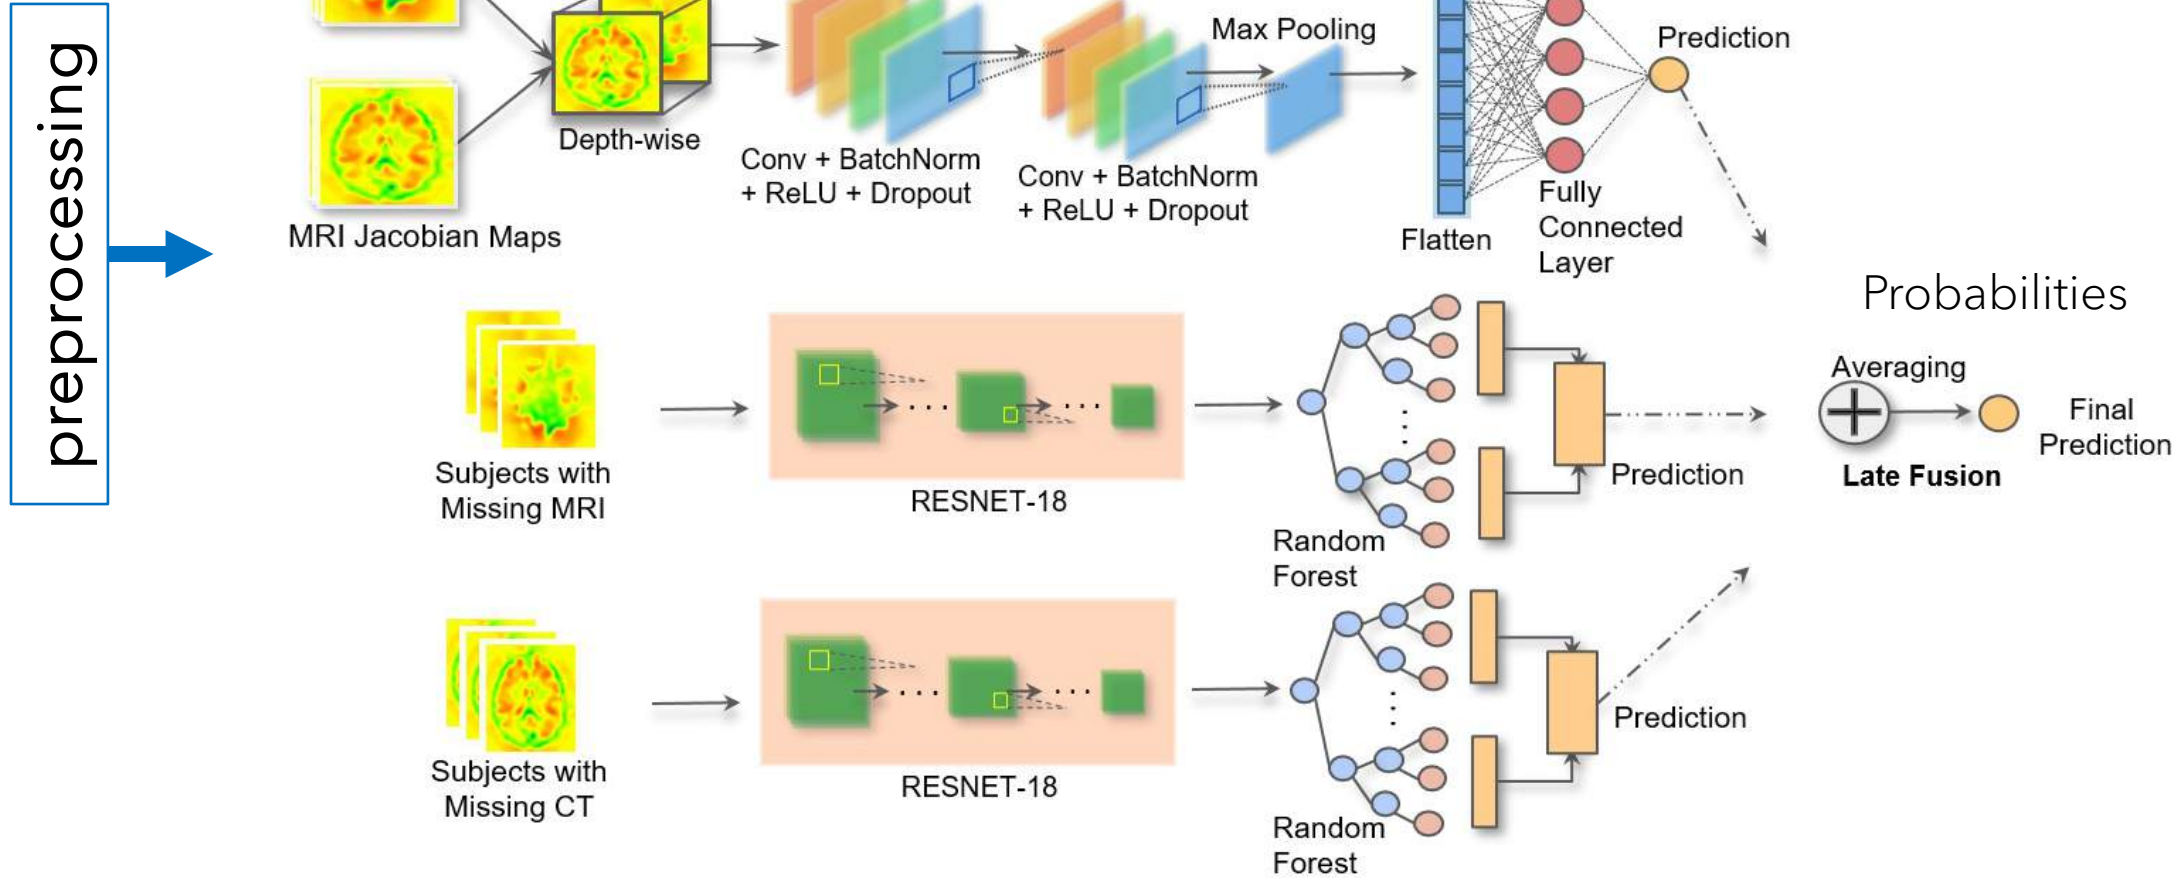 preprocessing
MRI Jacobian Maps
Depth-wise
Conv + BatchNorm
+ ReLU + Dropout
Conv + BatchNorm
+ ReLU + Dropout
Max Pooling
Flatten
Fully
Connected
Layer
Prediction
Probabilities
Subjects with
Missing MRI
RESNET-18
Random
Forest
Prediction
Averaging
Late Fusion
Final
Prediction
Subjects with
Missing CT
RESNET-18
Random
Forest
Prediction